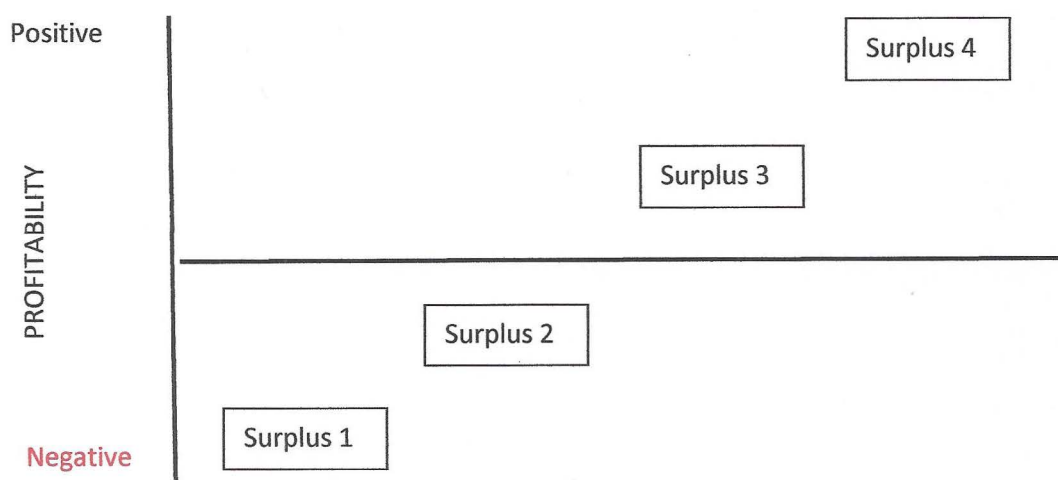 Positive
Surplus 4
Surplus 3
PROFITABILITY
Surplus 2
Surplus 1
Negative